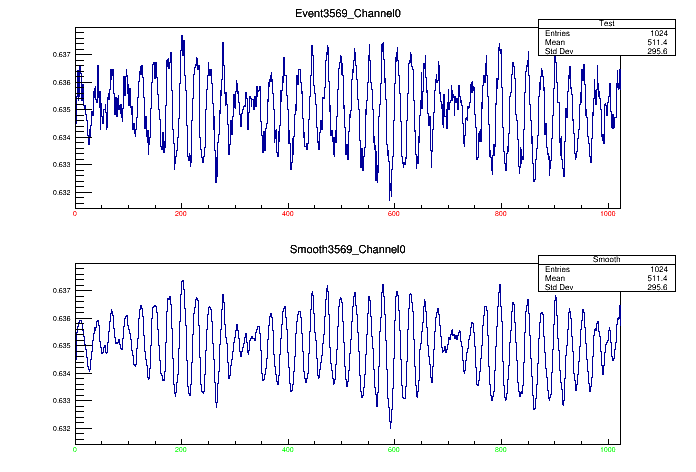 Event3569_Channel0
Test
Entries 1024
Mean 511.4
Std Dev 295.6
0.637
0.636
0.635
0.634
0.633
0.632
0 200 400 600 800 1000
Smooth3569_Channel0
Smooth
Entries 1024
Mean 511.4
Std Dev 295.6
0.637
0.636
0.635
0.634
0.633
0.632
0 200 400 600 800 1000